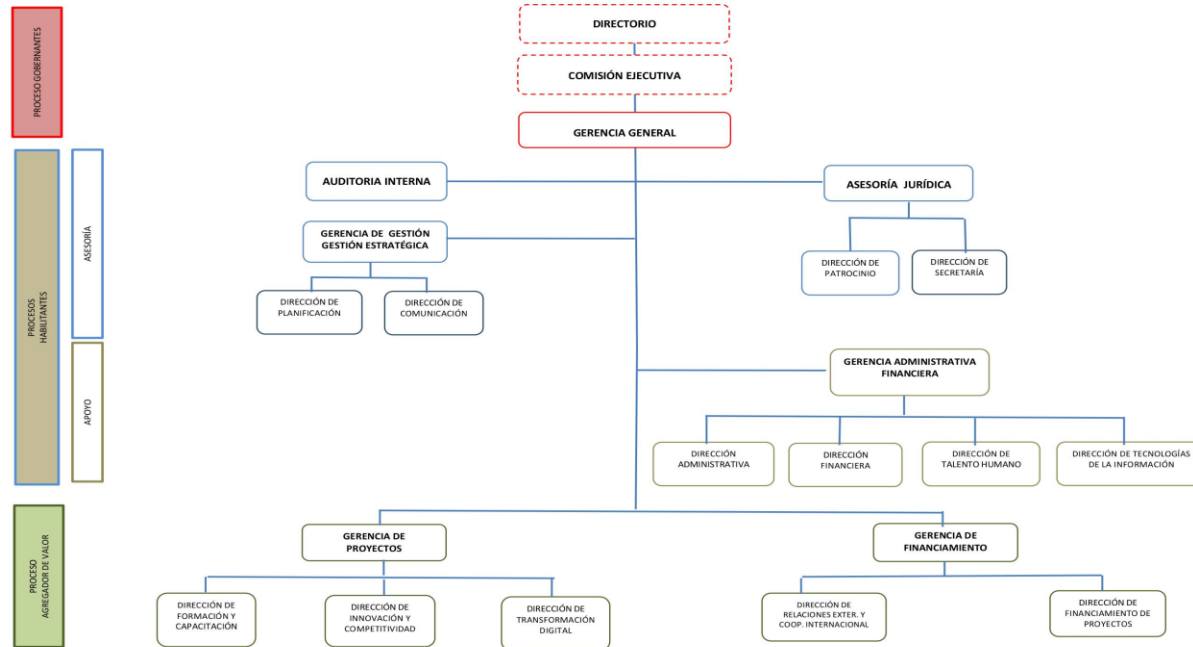 PROCESO GOBERNANTES
DIRECTORIO
COMISIÓN EJECUTIVA
GERENCIA GENERAL
PROCESOS
HABILITANTES
ASESORÍA
AUDITORIA INTERNA
ASESORÍA JURÍDICA
GERENCIA DE GESTIÓN
GESTIÓN ESTRATÉGICA
DIRECCIÓN DE
PATROCINIO
DIRECCIÓN DE
SECRETARÍA
DIRECCIÓN DE
PLANIFICACIÓN
DIRECCIÓN DE
COMUNICACIÓN
APOYO
GERENCIA ADMINISTRATIVA
FINANCIERA
DIRECCIÓN
ADMINISTRATIVA
DIRECCIÓN
FINANCIERA
DIRECCIÓN DE
TALENTO HUMANO
DIRECCIÓN DE TECNOLOGÍAS
DE LA INFORMACIÓN
PROCESO
AGREGADOR DE VALOR
GERENCIA DE
PROYECTOS
GERENCIA DE
FINANCIAMIENTO
DIRECCIÓN DE
FORMACIÓN Y
CAPACITACIÓN
DIRECCIÓN DE
INNOVACIÓN Y
COMPETITIVIDAD
DIRECCIÓN DE
TRANSFORMACIÓN
DIGITAL
DIRECCIÓN DE
RELACIONES EXTER. Y
COOP. INTERNACIONAL
DIRECCIÓN DE
FINANCIAMIENTO DE
PROYECTOS